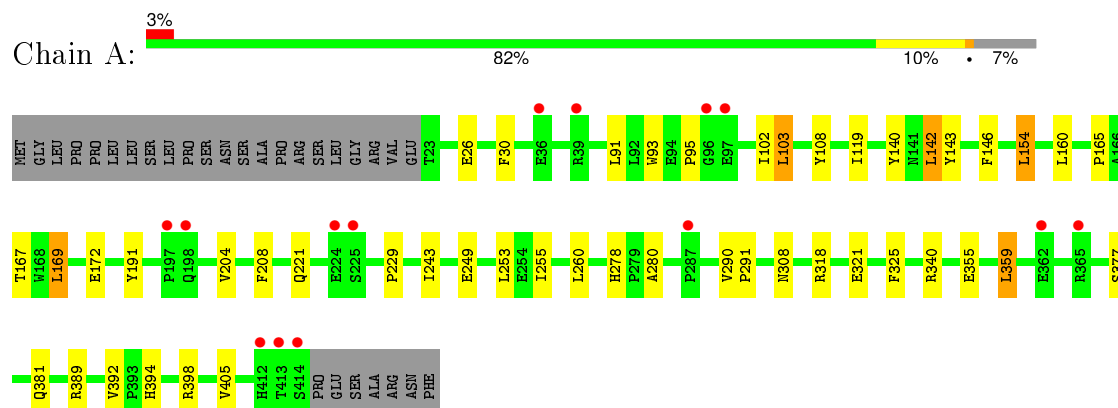 3%
Chain A:
82% 10% • 7%
MET GLY LEU PRO PRO LEU LEU SER LEU PRO SER ASN SER ALA PRO ARG SER LEU GLY ARG VAL GLU T23 E26 F30 E36 R39 L91 L92 W93 E94 P95 G96 E97 I102 L103 Y108 I119 Y140 N141 L142 Y143 F146 L154 L160 P165 A166
T167 W168 L169 E172 Y191 P197 Q198 V204 F208 Q221 E224 S225 P229 I243 E249 L253 E254 I255 L260 H278 P279 A280 P287 V290 P291 N308 R318 E321 F325 R340 E355 L359 E362 R365 S377
Q381 R389 V392 P393 H394 R398 V405 H412 T413 S414 PRO GLU SER ALA ARG ASN PHE